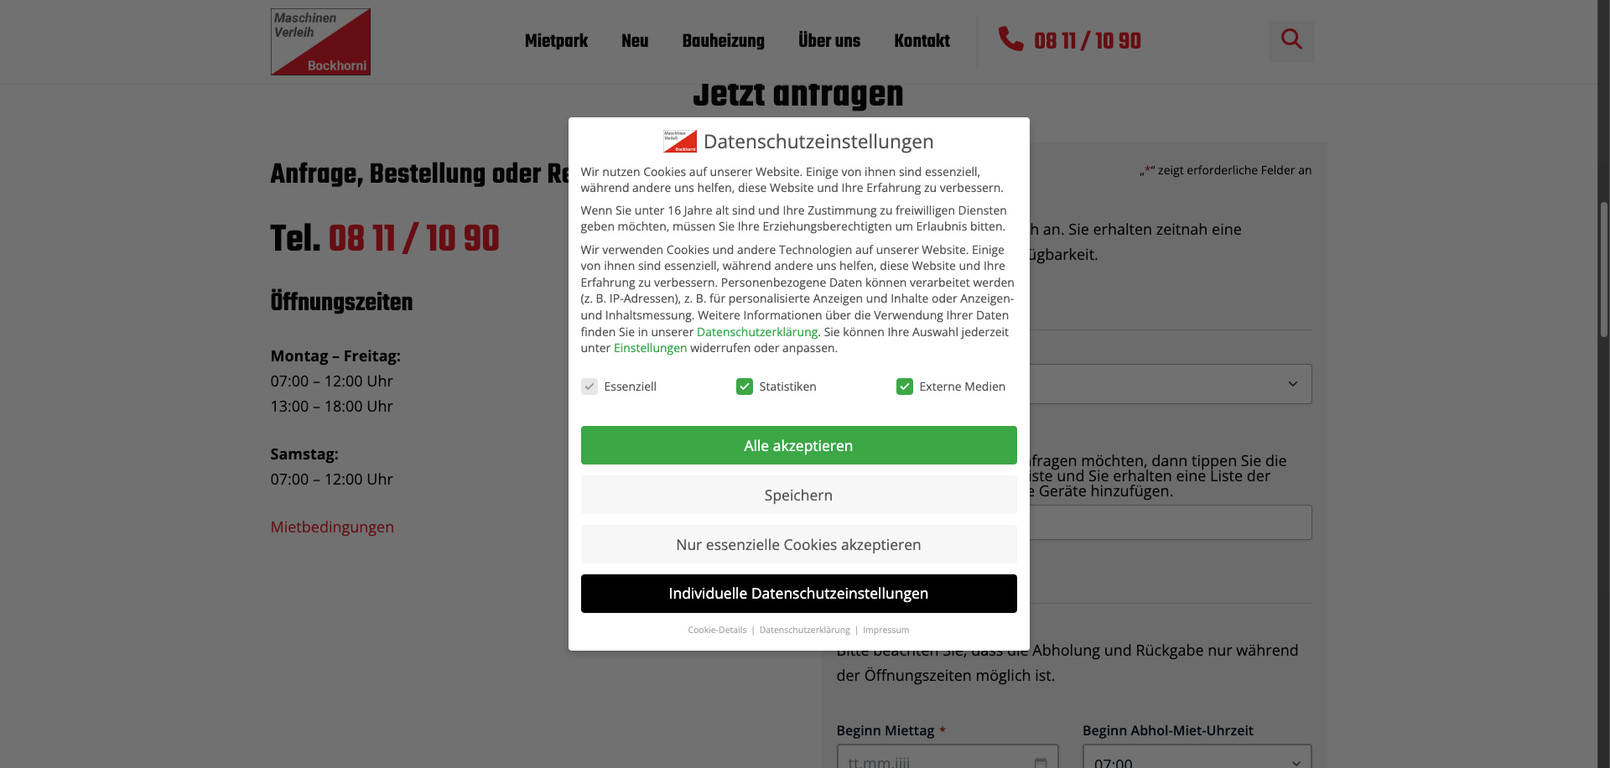 Maschinen
Verleih
Bockhorni
Mietpark
Neu
Bauheizung
Über uns
Kontakt
08 11 / 10 90
Jetzt anfragen
Anfrage, Bestellung oder Re
Tel. 08 11 / 10 90
Öffnungszeiten
Montag – Freitag:
07:00 – 12:00 Uhr
13:00 – 18:00 Uhr
Samstag:
07:00 – 12:00 Uhr
Mietbedingungen
Maschinen
Verleih
Bockhorni
Datenschutzeinstellungen
Wir nutzen Cookies auf unserer Website. Einige von ihnen sind essenziell,
während andere uns helfen, diese Website und Ihre Erfahrung zu verbessern.
Wenn Sie unter 16 Jahre alt sind und Ihre Zustimmung zu freiwilligen Diensten
geben möchten, müssen Sie Ihre Erziehungsberechtigten um Erlaubnis bitten.
Wir verwenden Cookies und andere Technologien auf unserer Website. Einige
von ihnen sind essenziell, während andere uns helfen, diese Website und Ihre
Erfahrung zu verbessern. Personenbezogene Daten können verarbeitet werden
(z. B. IP-Adressen), z. B. für personalisierte Anzeigen und Inhalte oder Anzeigen-
und Inhaltsmessung. Weitere Informationen über die Verwendung Ihrer Daten
finden Sie in unserer Datenschutzerklärung. Sie können Ihre Auswahl jederzeit
unter Einstellungen widerrufen oder anpassen.
Essenziell
Statistiken
Externe Medien
Alle akzeptieren
Speichern
Nur essenzielle Cookies akzeptieren
Individuelle Datenschutzeinstellungen
Cookie-Details | Datenschutzerklärung | Impressum
„*“ zeigt erforderliche Felder an
h an. Sie erhalten zeitnah eine
ügbarkeit.
nfragen möchten, dann tippen Sie die
iste und Sie erhalten eine Liste der
e Geräte hinzufügen.
Bitte beachten Sie, dass die Abholung und Rückgabe nur während
der Öffnungszeiten möglich ist.
Beginn Miettag *
Beginn Abhol-Miet-Uhrzeit
tt.mm.jjjj
07:00